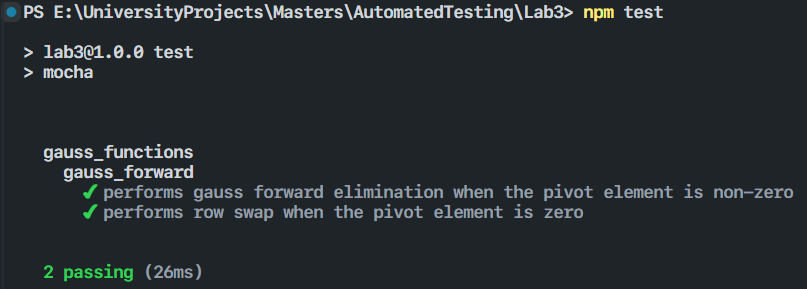 PS E:\UniversityProjects\Masters\AutomatedTesting\Lab3> npm test
> lab3@1.0.0 test
> mocha
gauss_functions
gauss_forward
✔ performs gauss forward elimination when the pivot element is non-zero
✔ performs row swap when the pivot element is zero
2 passing (26ms)